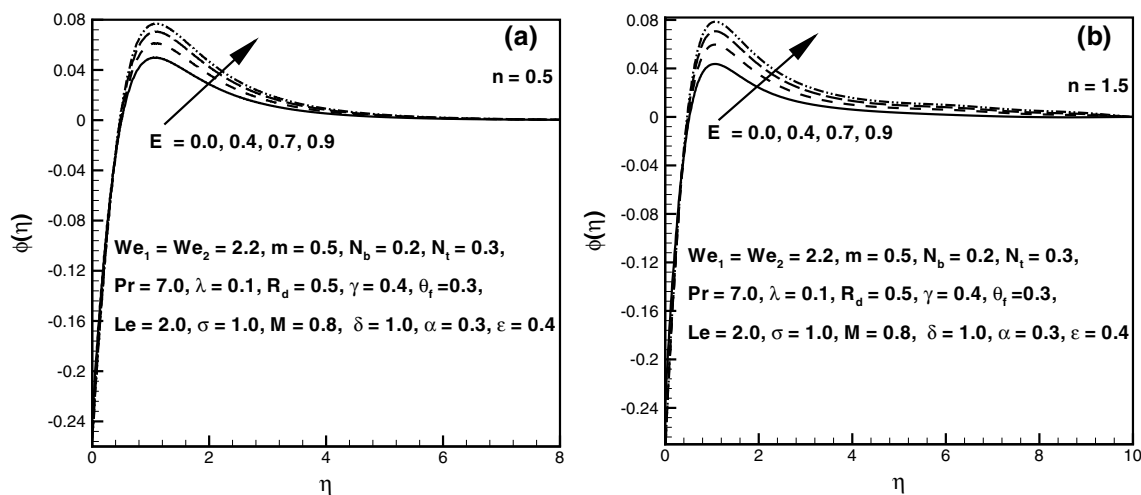 0.08
0.04
0
-0.04
-0.08
-0.12
-0.16
-0.2
-0.24
ϕ(η)
(a)
n = 0.5
E = 0.0, 0.4, 0.7, 0.9
We₁ = We₂ = 2.2, m = 0.5, N_b = 0.2, N_t = 0.3,
Pr = 7.0, λ = 0.1, R_d = 0.5, γ = 0.4, θ_f =0.3,
Le = 2.0, σ = 1.0, M = 0.8, δ = 1.0, α = 0.3, ε = 0.4
0 2 4 6 8
η
0.08
0.04
0
-0.04
-0.08
-0.12
-0.16
-0.2
-0.24
ϕ(η)
(b)
n = 1.5
E = 0.0, 0.4, 0.7, 0.9
We₁ = We₂ = 2.2, m = 0.5, N_b = 0.2, N_t = 0.3,
Pr = 7.0, λ = 0.1, R_d = 0.5, γ = 0.4, θ_f =0.3,
Le = 2.0, σ = 1.0, M = 0.8, δ = 1.0, α = 0.3, ε = 0.4
0 2 4 6 8 10
η